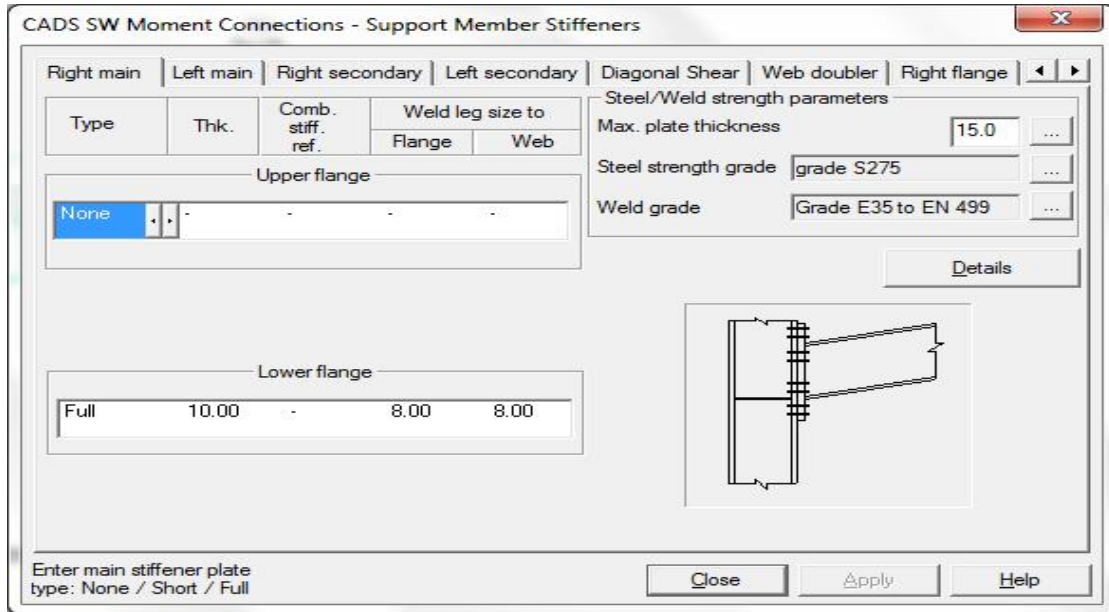 CADS SW Moment Connections - Support Member Stiffeners
Right main Left main Right secondary Left secondary Diagonal Shear Web doubler Right flange
Type Thk. Comb. stiff. ref. Weld leg size to
Flange Web
Upper flange
None - - - -
Lower flange
Full 10.00 - 8.00 8.00
Steel/Weld strength parameters
Max. plate thickness 15.0 ...
Steel strength grade grade S275 ...
Weld grade Grade E35 to EN 499 ...
Details
Enter main stiffener plate
type: None / Short / Full
Close Apply Help